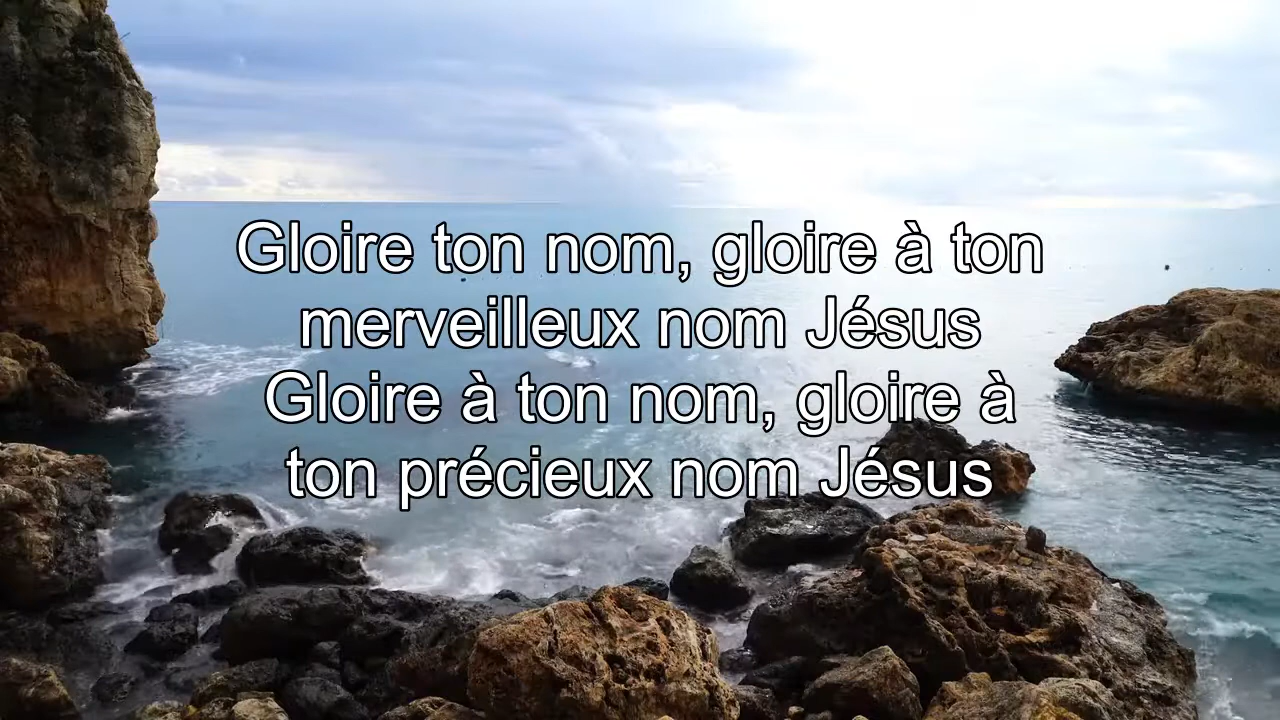 Gloire ton nom, gloire à ton
merveilleux nom Jésus
Gloire à ton nom, gloire à
ton précieux nom Jésus